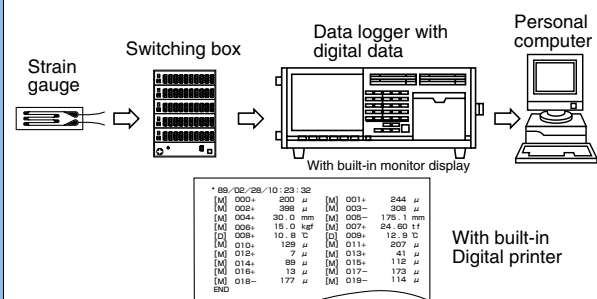 Strain
gauge
Switching box
Data logger with
digital data
Personal
computer
With built-in monitor display
* 89/02/28/10:23:32
[M] 000+ 200 μ [M] 001+ 244 μ
[M] 002+ 398 μ [M] 003− 308 μ
[M] 004+ 30.0 mm [M] 005− 175.1 mm
[M] 006+ 15.0 kgf [M] 007+ 24.60 tf
[D] 008+ 10.8 ℃ [D] 009+ 12.9 ℃
[M] 010+ 129 μ [M] 011+ 207 μ
[M] 012+ 7 μ [M] 013+ 41 μ
[M] 014+ 89 μ [M] 015+ 112 μ
[M] 016+ 13 μ [M] 017− 173 μ
[M] 018− 177 μ [M] 019− 114 μ
END
With built-in
Digital printer